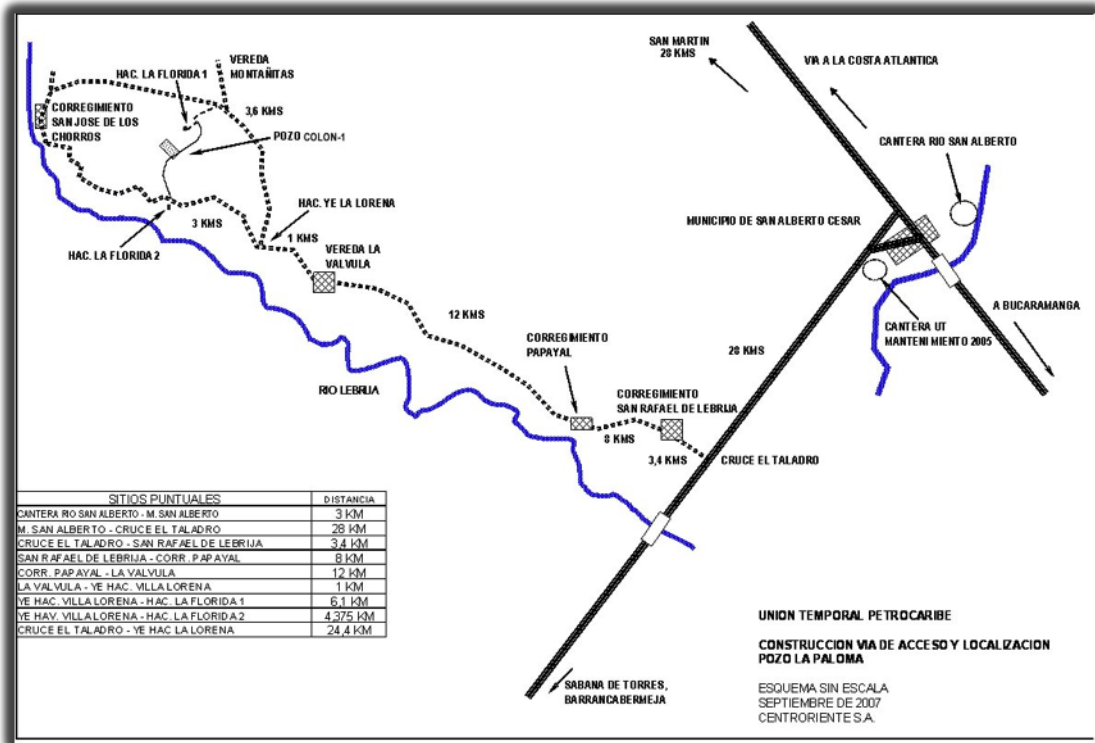 SAN MARTIN
28 KMS
VIA A LA COSTA ATLANTICA
VEREDA
MONTAÑITAS
HAC. LA FLORIDA 1
3,6 KMS
CORREGIMIENTO
SAN JOSE DE LOS
CHORROS
POZO COLON-1
CANTERA RIO SAN ALBERTO
HAC. YE LA LORENA
MUNICIPIO DE SAN ALBERTO CESAR
3 KMS
1 KMS
HAC. LA FLORIDA 2
VEREDA LA
VALVULA
12 KMS
A BUCARAMANGA
CANTERA UT
MANTENIMIENTO 2005
CORREGIMIENTO
PAPAYAL
28 KMS
RIO LEBRIJA
CORREGIMIENTO
SAN RAFAEL DE LEBRIJA
8 KMS
3,4 KMS
CRUCE EL TALADRO
SITIOS PUNTUALES DISTANCIA
CANTERA RIO SAN ALBERTO - M. SAN ALBERTO 3 KM
M. SAN ALBERTO - CRUCE EL TALADRO 28 KM
CRUCE EL TALADRO - SAN RAFAEL DE LEBRIJA 3,4 KM
SAN RAFAEL DE LEBRIJA - CORR. PAPAYAL 8 KM
CORR. PAPAYAL - LA VALVULA 12 KM
LA VALVULA - YE HAC. VILLA LORENA 1 KM
YE HAC. VILLA LORENA - HAC. LA FLORIDA 1 6,1 KM
YE HAV. VILLA LORENA - HAC. LA FLORIDA 2 4,375 KM
CRUCE EL TALADRO - YE HAC LA LORENA 24,4 KM
SABANA DE TORRES,
BARRANCABERMEJA
UNION TEMPORAL PETROCARIBE
CONSTRUCCION VIA DE ACCESO Y LOCALIZACION
POZO LA PALOMA
ESQUEMA SIN ESCALA
SEPTIEMBRE DE 2007
CENTRORIENTE S.A.